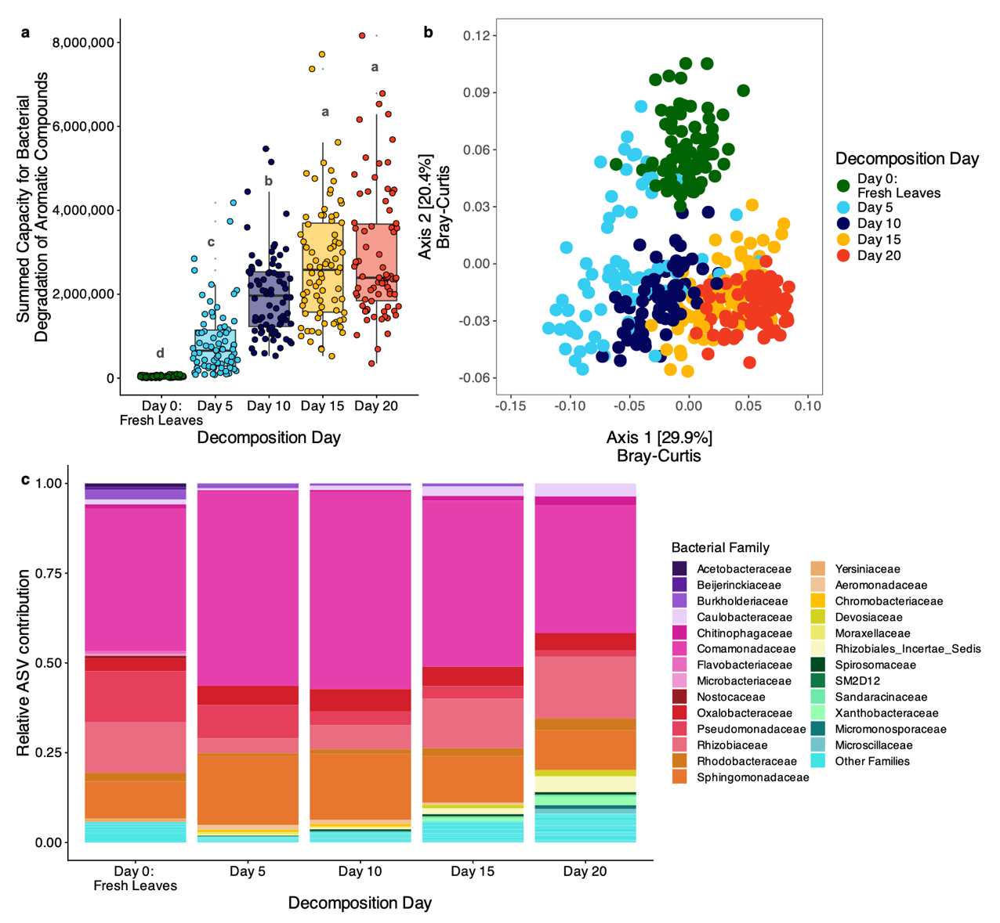 a
Summed Capacity for Bacterial
Degradation of Aromatic Compounds
8,000,000
6,000,000
4,000,000
2,000,000
0
d
c
b
a
a
Day 0:
Fresh Leaves
Day 5
Day 10
Day 15
Day 20
Decomposition Day
b
Axis 2 [20.4%]
Bray-Curtis
0.12
0.09
0.06
0.03
0.00
-0.03
-0.06
-0.15
-0.10
-0.05
0.00
0.05
0.10
Axis 1 [29.9%]
Bray-Curtis
Decomposition Day
Day 0:
Fresh Leaves
Day 5
Day 10
Day 15
Day 20
c
Relative ASV contribution
1.00
0.75
0.50
0.25
0.00
Day 0:
Fresh Leaves
Day 5
Day 10
Day 15
Day 20
Decomposition Day
Bacterial Family
Acetobacteraceae
Beijerinckiaceae
Burkholderiaceae
Caulobacteraceae
Chitinophagaceae
Comamonadaceae
Flavobacteriaceae
Microbacteriaceae
Nostocaceae
Oxalobacteraceae
Pseudomonadaceae
Rhizobiaceae
Rhodobacteraceae
Sphingomonadaceae
Yersiniaceae
Aeromonadaceae
Chromobacteriaceae
Devosiaceae
Moraxellaceae
Rhizobiales_Incertae_Sedis
Spirosomaceae
SM2D12
Sandaracinaceae
Xanthobacteraceae
Micromonosporaceae
Microscillaceae
Other Families